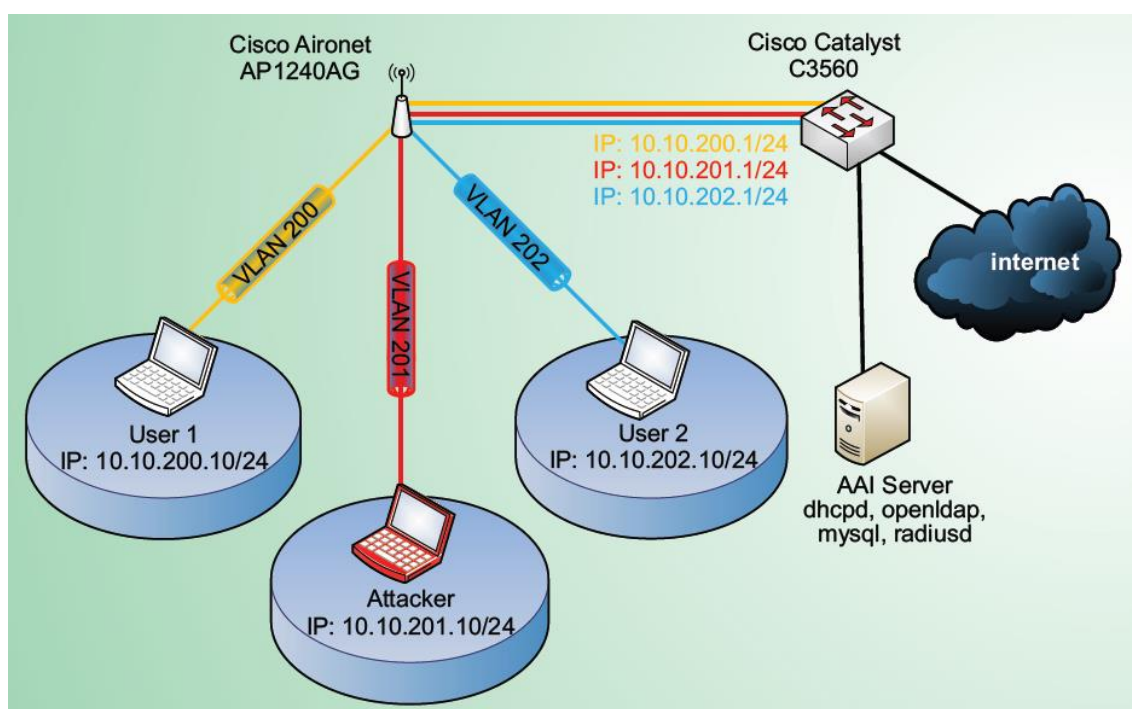 Cisco Aironet
AP1240AG
Cisco Catalyst
C3560
IP: 10.10.200.1/24
IP: 10.10.201.1/24
IP: 10.10.202.1/24
VLAN 200
VLAN 201
VLAN 202
internet
User 1
IP: 10.10.200.10/24
User 2
IP: 10.10.202.10/24
AAI Server
dhcpd, openldap,
mysql, radiusd
Attacker
IP: 10.10.201.10/24